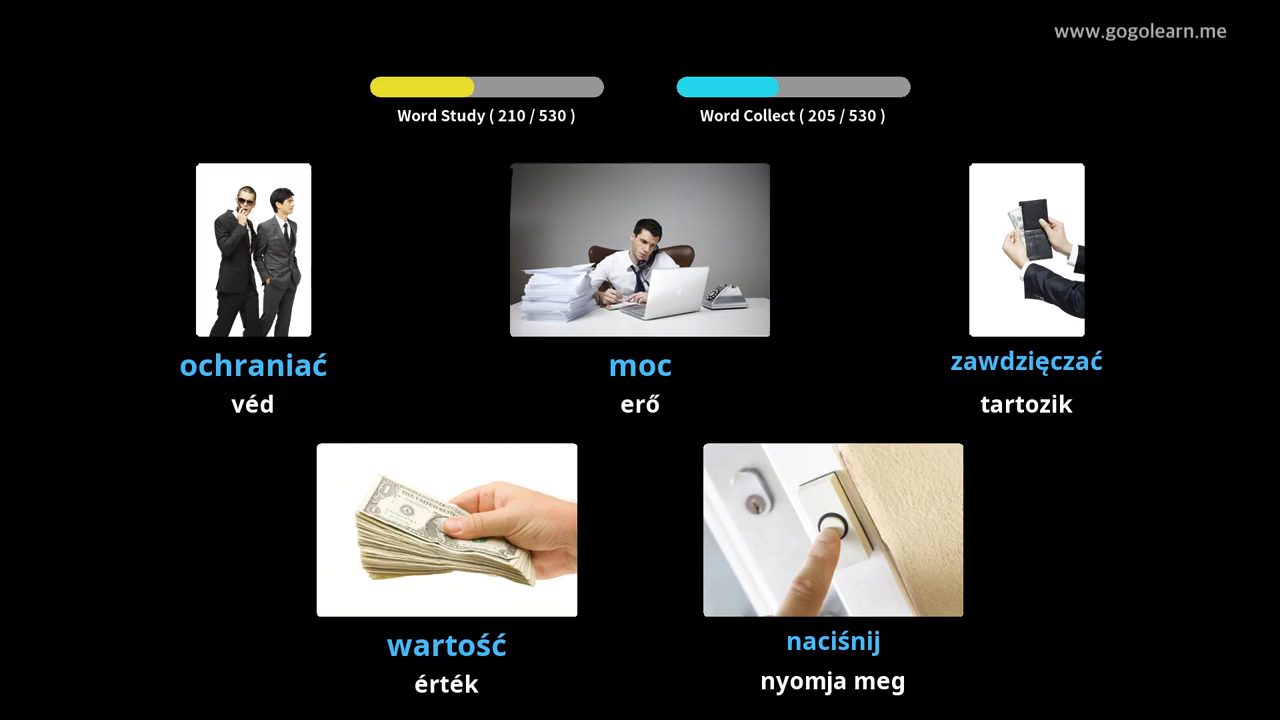 www.gogolearn.me
Word Study ( 210 / 530 )
Word Collect ( 205 / 530 )
ochraniać
moc
zawdzięczać
véd
erő
tartozik
wartość
naciśnij
érték
nyomja meg